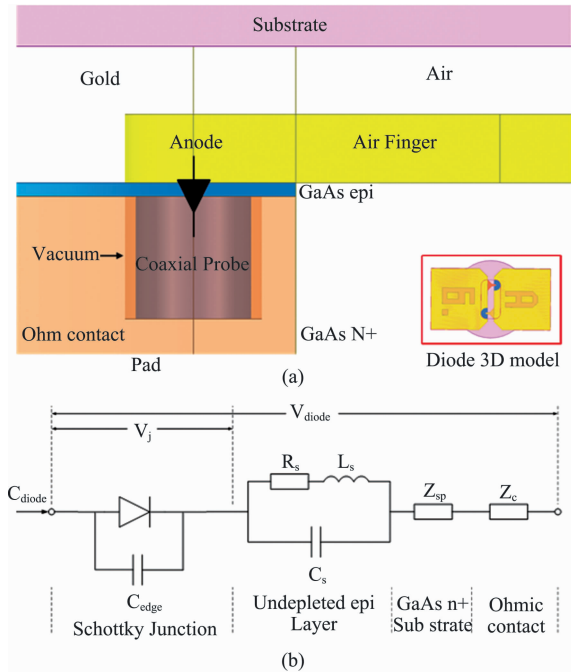 Substrate
Gold
Air
Anode
Air Finger
GaAs epi
Vacuum
Coaxial Probe
Ohm contact
GaAs N+
Pad
Diode 3D model
(a)
V_diode
V_j
R_s
L_s
C_diode
Z_sp
Z_c
C_edge
C_s
Schottky Junction
Undepleted epi
Layer
GaAs n+
Sub strate
Ohmic
contact
(b)